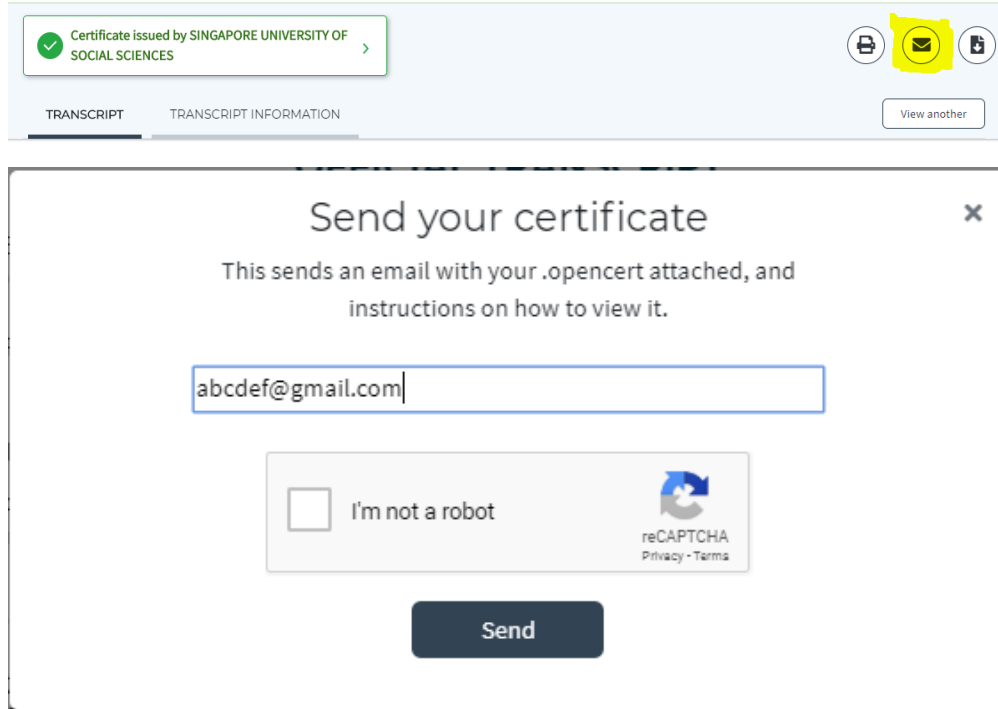 Certificate issued by SINGAPORE UNIVERSITY OF
SOCIAL SCIENCES
TRANSCRIPT
TRANSCRIPT INFORMATION
View another
OFFICIAL TRANSCRIPT
Send your certificate
This sends an email with your .opencert attached, and
instructions on how to view it.
abcdef@gmail.com
I'm not a robot
reCAPTCHA
Privacy - Terms
Send